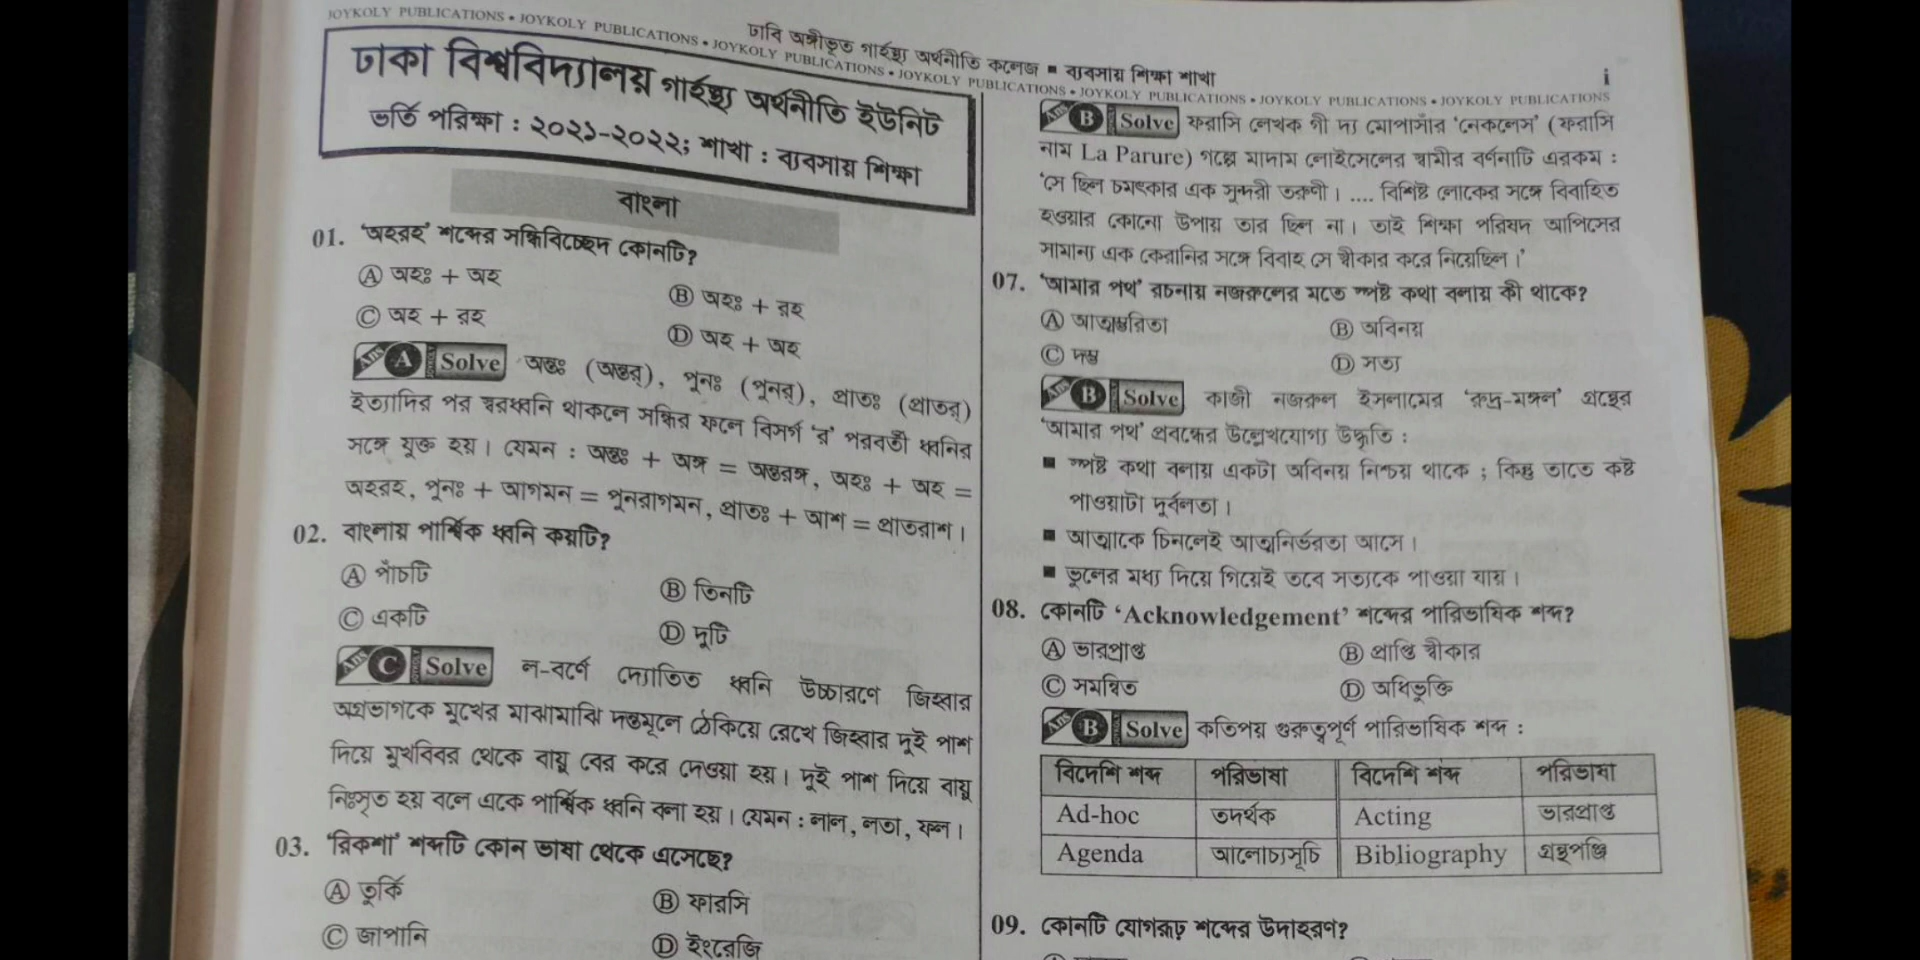 JOYKOLY PUBLICATIONS • JOYKOLY PUBLICATIONS • JOYKOLY PUBLICATIONS • JOYKOLY PUBLICATIONS • JOYKOLY PUBLICATIONS • JOYKOLY PUBLICATIONS • JOYKOLY PUBLICATIONS
ঢাবি অঙ্গীভূত গার্হস্থ্য অর্থনীতি কলেজ ■ ব্যবসায় শিক্ষা শাখা
i
ঢাকা বিশ্ববিদ্যালয় গার্হস্থ্য অর্থনীতি ইউনিট
ভর্তি পরিক্ষা : ২০২১-২০২২; শাখা : ব্যবসায় শিক্ষা
বাংলা
01. ‘অহরহ’ শব্দের সন্ধিবিচ্ছেদ কোনটি?
Ⓐ অহঃ + অহ
Ⓑ অহঃ + রহ
Ⓒ অহ + রহ
Ⓓ অহ + অহ
Ans A Solve অন্তঃ (অন্তর্), পুনঃ (পুনর্), প্রাতঃ (প্রাতর্)
ইত্যাদির পর স্বরধ্বনি থাকলে সন্ধির ফলে বিসর্গ ‘র’ পরবর্তী ধ্বনির
সঙ্গে যুক্ত হয়। যেমন : অন্তঃ + অঙ্গ = অন্তরঙ্গ, অহঃ + অহ =
অহরহ, পুনঃ + আগমন = পুনরাগমন, প্রাতঃ + আশ = প্রাতরাশ।
02. বাংলায় পার্শ্বিক ধ্বনি কয়টি?
Ⓐ পাঁচটি
Ⓑ তিনটি
Ⓒ একটি
Ⓓ দুটি
Ans C Solve ল-বর্ণে দ্যোতিত ধ্বনি উচ্চারণে জিহ্বার
অগ্রভাগকে মুখের মাঝামাঝি দন্তমূলে ঠেকিয়ে রেখে জিহ্বার দুই পাশ
দিয়ে মুখবিবর থেকে বায়ু বের করে দেওয়া হয়। দুই পাশ দিয়ে বায়ু
নিঃসৃত হয় বলে একে পার্শ্বিক ধ্বনি বলা হয়। যেমন : লাল, লতা, ফল।
03. ‘রিকশা’ শব্দটি কোন ভাষা থেকে এসেছে?
Ⓐ তুর্কি
Ⓑ ফারসি
Ⓒ জাপানি
Ⓓ ইংরেজি
Ans B Solve ফরাসি লেখক গী দ্য মোপাসাঁর ‘নেকলেস’ (ফরাসি
নাম La Parure) গল্পে মাদাম লোইসেলের স্বামীর বর্ণনাটি এরকম :
‘সে ছিল চমৎকার এক সুন্দরী তরুণী। .... বিশিষ্ট লোকের সঙ্গে বিবাহিত
হওয়ার কোনো উপায় তার ছিল না। তাই শিক্ষা পরিষদ আপিসের
সামান্য এক কেরানির সঙ্গে বিবাহ সে স্বীকার করে নিয়েছিল।’
07. ‘আমার পথ’ রচনায় নজরুলের মতে স্পষ্ট কথা বলায় কী থাকে?
Ⓐ আত্মম্ভরিতা
Ⓑ অবিনয়
Ⓒ দম্ভ
Ⓓ সত্য
Ans B Solve কাজী নজরুল ইসলামের ‘রুদ্র-মঙ্গল’ গ্রন্থের
‘আমার পথ’ প্রবন্ধের উল্লেখযোগ্য উদ্ধৃতি :
■ স্পষ্ট কথা বলায় একটা অবিনয় নিশ্চয় থাকে ; কিন্তু তাতে কষ্ট
পাওয়াটা দুর্বলতা।
■ আত্মাকে চিনলেই আত্মনির্ভরতা আসে।
■ ভুলের মধ্য দিয়ে গিয়েই তবে সত্যকে পাওয়া যায়।
08. কোনটি ‘Acknowledgement’ শব্দের পারিভাষিক শব্দ?
Ⓐ ভারপ্রাপ্ত
Ⓑ প্রাপ্তি স্বীকার
Ⓒ সমন্বিত
Ⓓ অধিভুক্তি
Ans B Solve কতিপয় গুরুত্বপূর্ণ পারিভাষিক শব্দ :
বিদেশি শব্দ পরিভাষা বিদেশি শব্দ পরিভাষা
Ad-hoc তদর্থক Acting ভারপ্রাপ্ত
Agenda আলোচ্যসূচি Bibliography গ্রন্থপঞ্জি
09. কোনটি যোগরূঢ় শব্দের উদাহরণ?